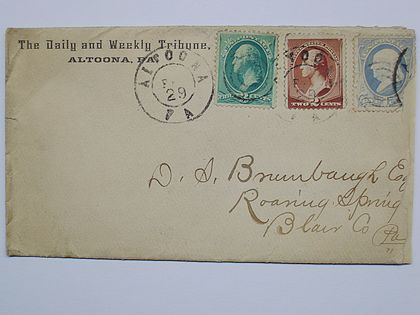 The Daily and Weekly Tribune,
ALTOONA, PA.
ALTOONA
29
PA
TWO CENTS
D. S. Brumbaugh Esq
Roaring Spring
Blair Co
Pa